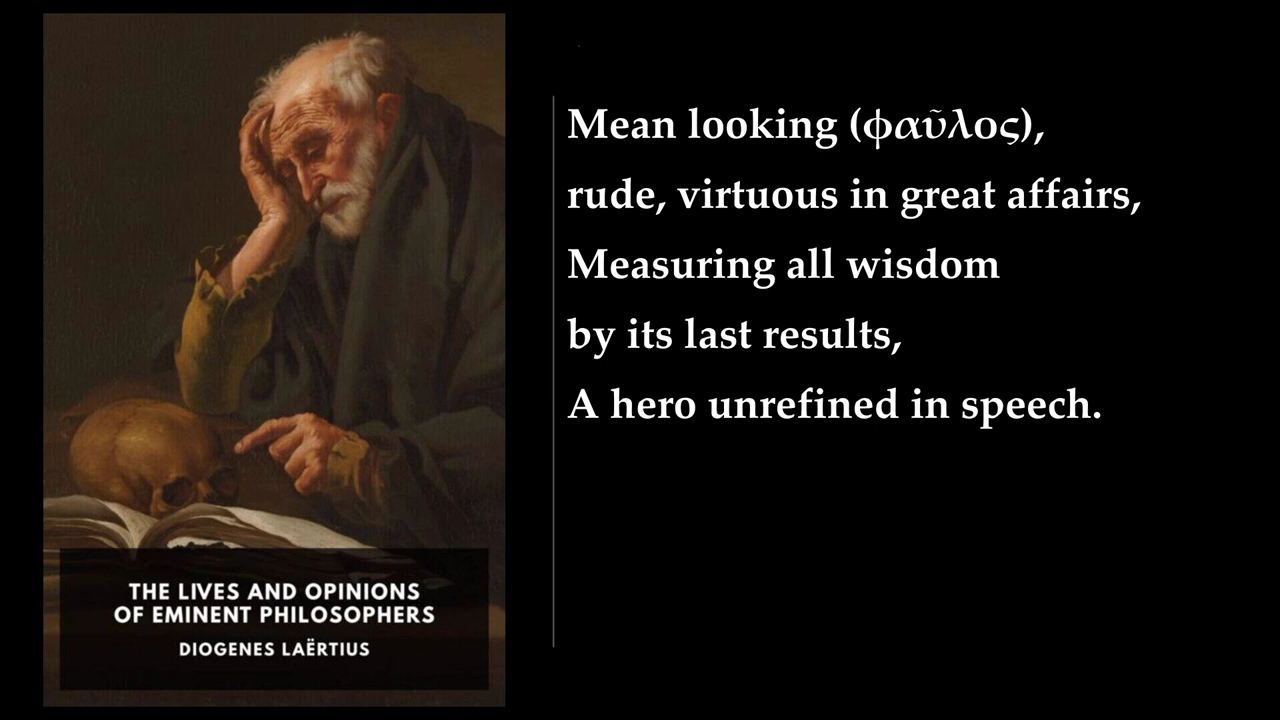 Mean looking (φαῦλος),
rude, virtuous in great affairs,
Measuring all wisdom
by its last results,
A hero unrefined in speech.
THE LIVES AND OPINIONS
OF EMINENT PHILOSOPHERS
DIOGENES LAËRTIUS